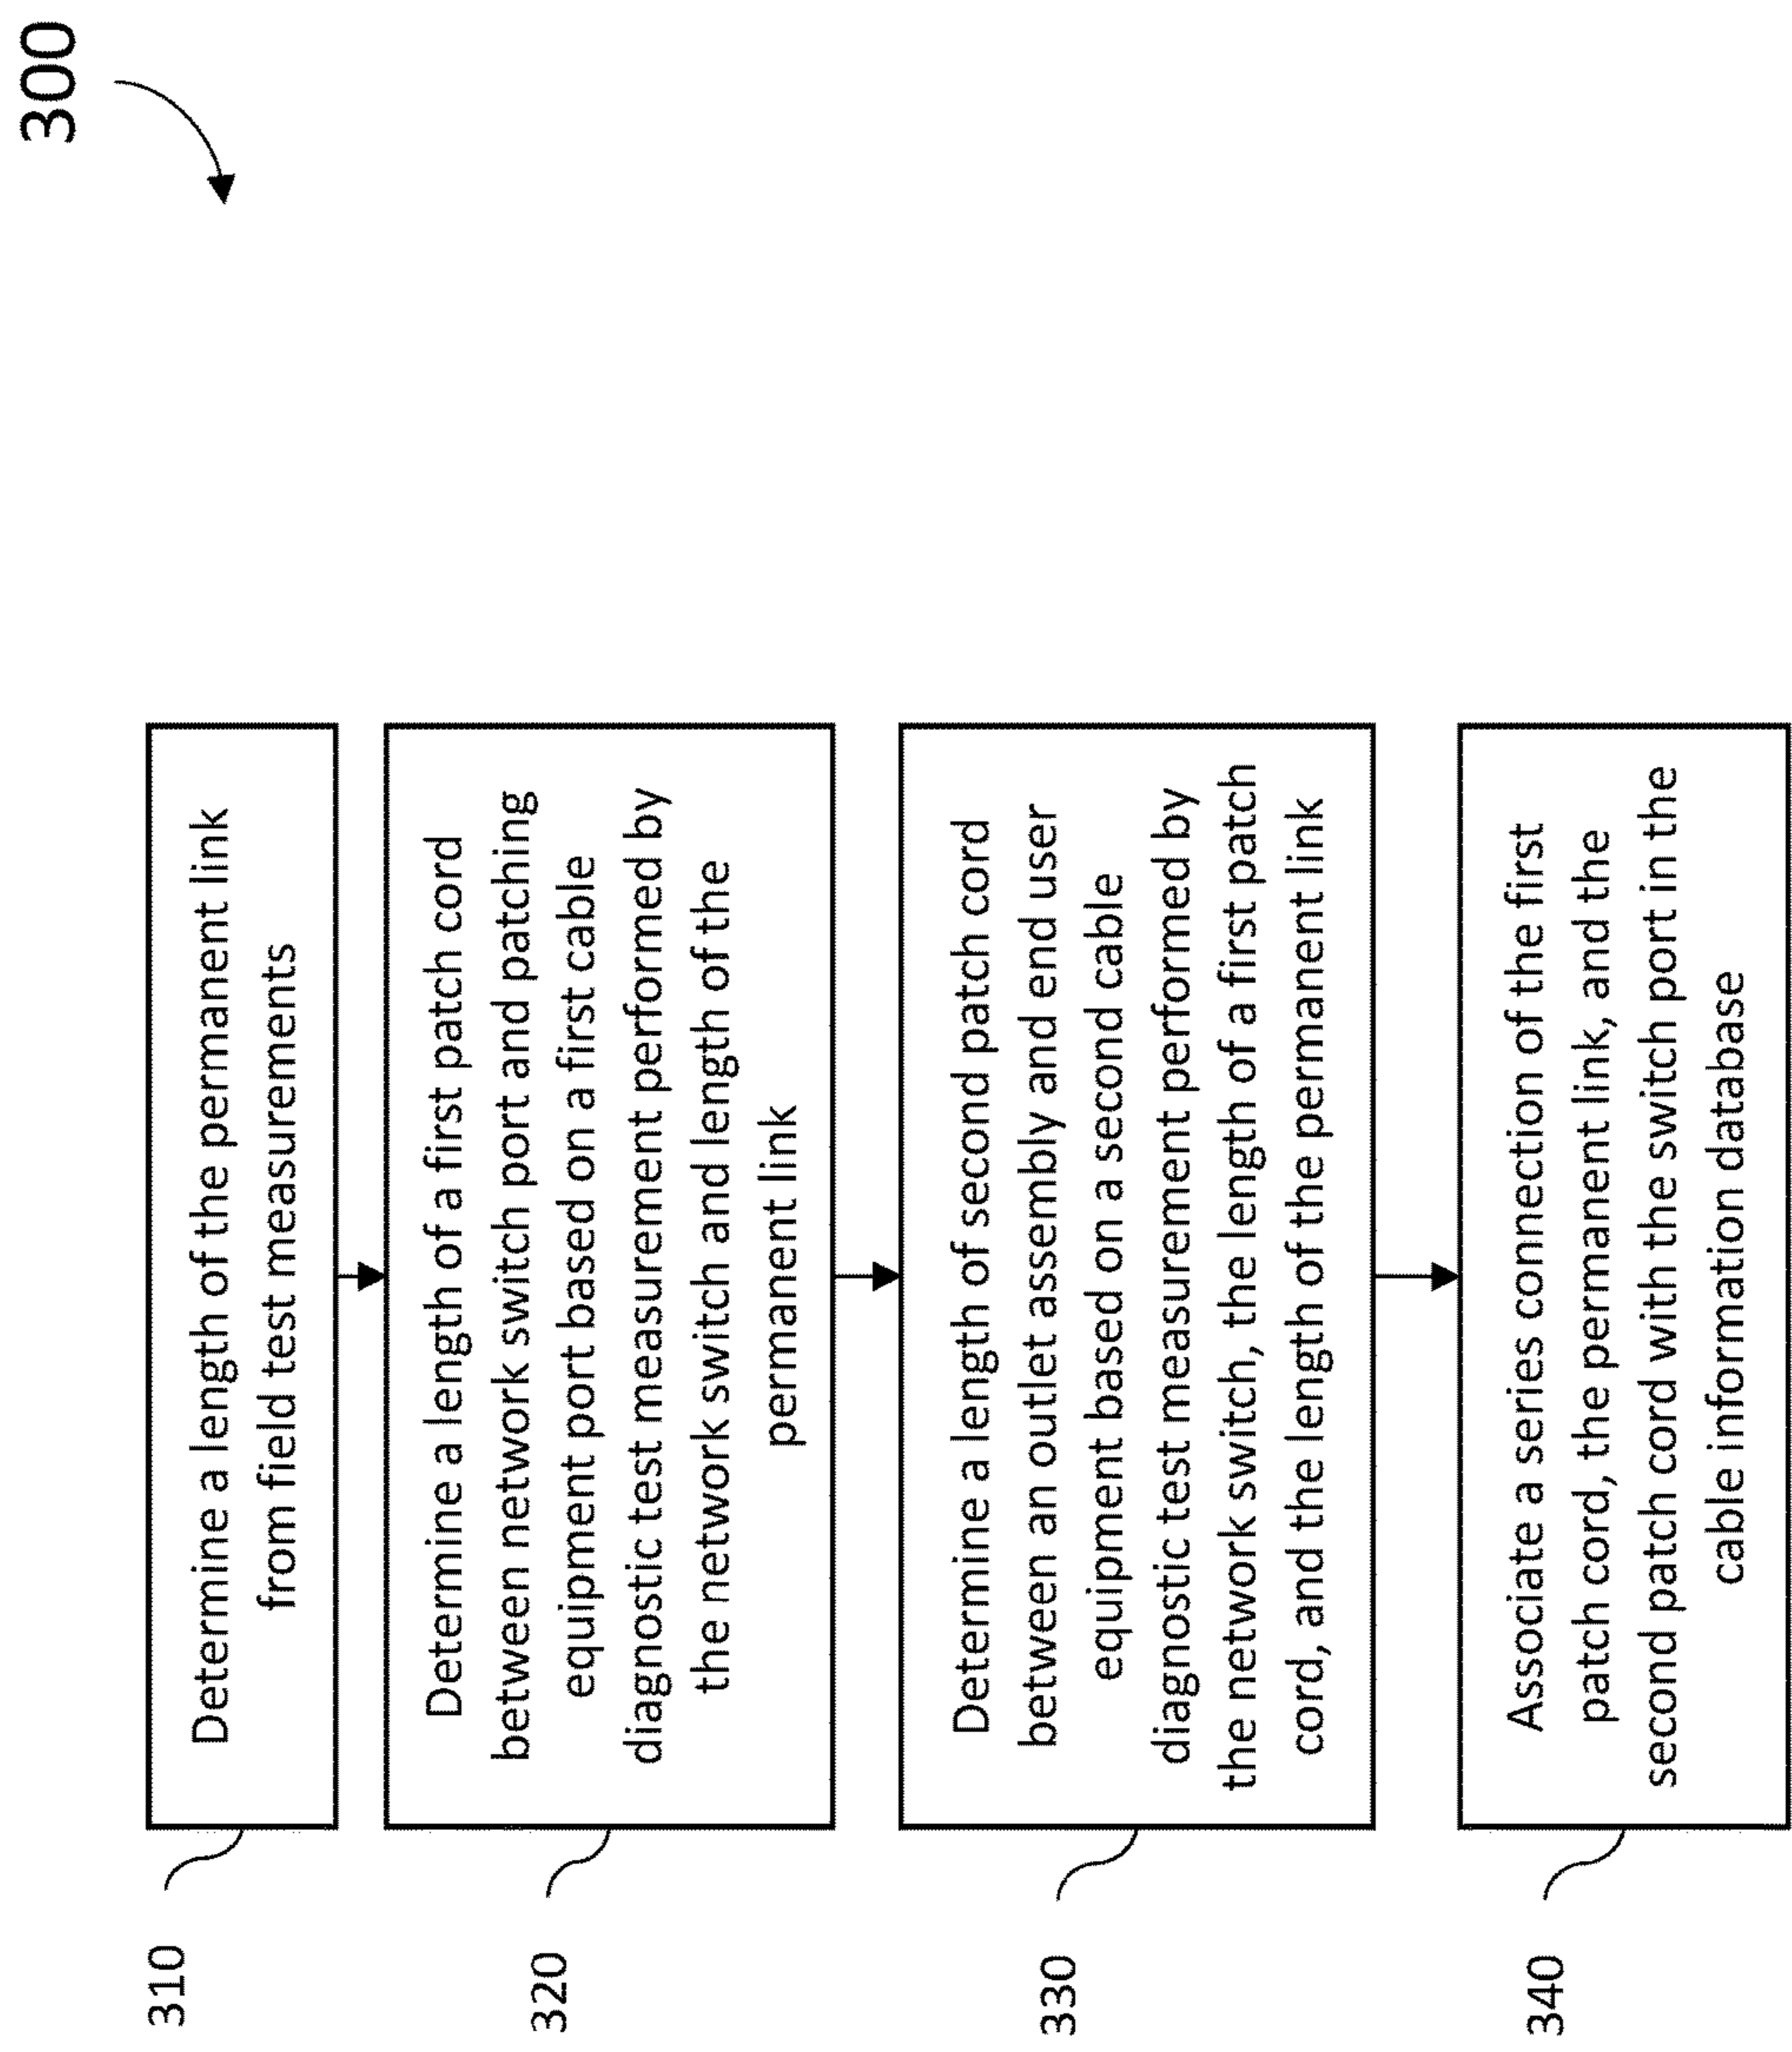 300
310
Determine a length of the permanent link
from field test measurements
320
Determine a length of a first patch cord
between network switch port and patching
equipment port based on a first cable
diagnostic test measurement performed by
the network switch and length of the
permanent link
330
Determine a length of second patch cord
between an outlet assembly and end user
equipment based on a second cable
diagnostic test measurement performed by
the network switch, the length of a first patch
cord, and the length of the permanent link
340
Associate a series connection of the first
patch cord, the permanent link, and the
second patch cord with the switch port in the
cable information database